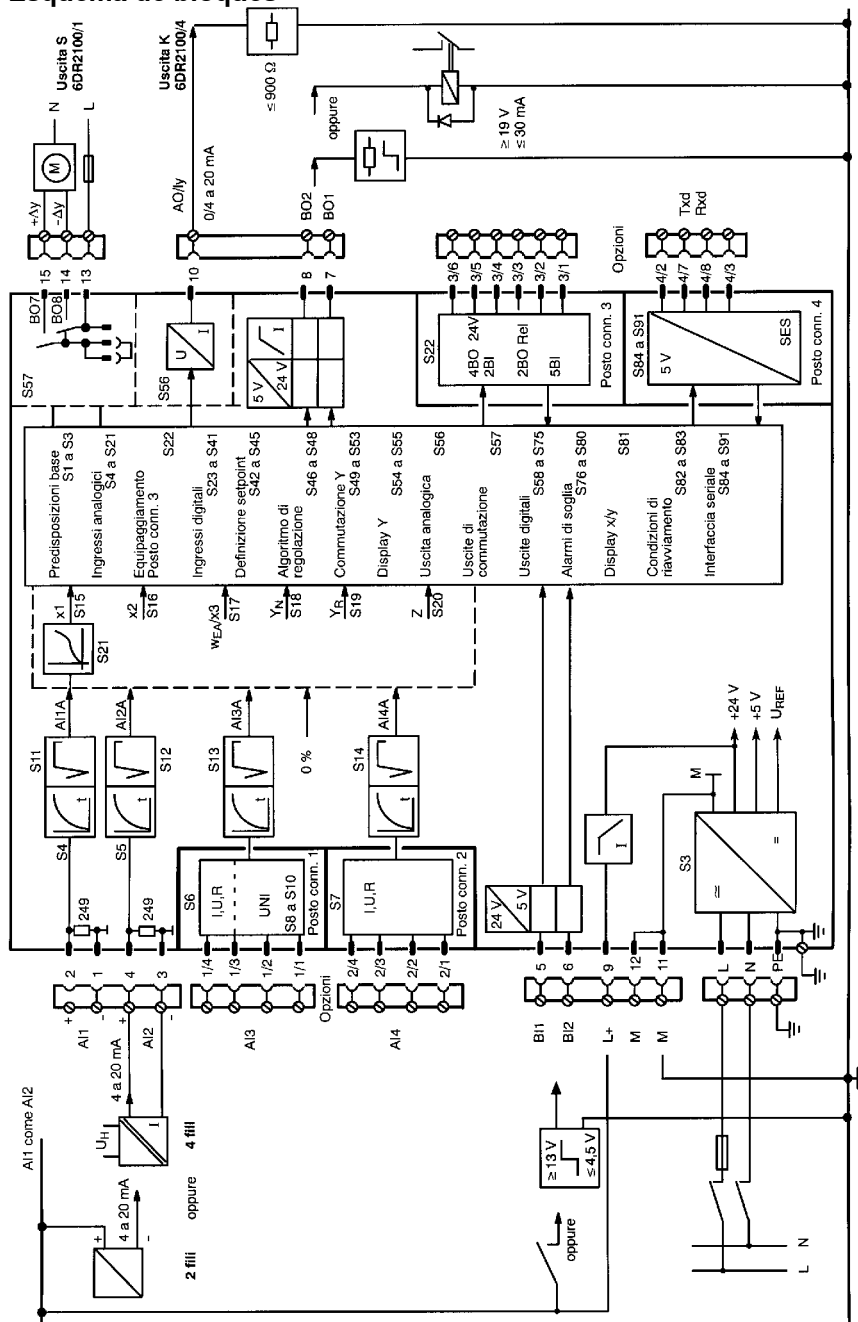 Esquema de bloques
AI1 come AI2
2 fili
+
-
4 a 20 mA
oppure
UH
I
4 fili
4 a 20 mA
AI1
AI2
+
-
+
-
2
1
4
3
249
249
S4
S5
t
t
S11
S12
AI1A
AI2A
S21
AI3
Opzioni
AI4
1/4
1/3
1/2
1/1
2/4
2/3
2/2
2/1
S6
I,U,R
UNI
S8 a S10
Posto conn. 1
S7
I,U,R
Posto conn. 2
t
S13
AI3A
0 %
t
S14
AI4A
x1
S15
x2
S16
wEA/x3
S17
YN
S18
YR
S19
Z
S20
Predisposizioni base
S1 a S3
Ingressi analogici
S4 a S21
Equipaggiamento
Posto conn. 3
S22
Ingressi digitali
S23 a S41
Definizione setpoint
S42 a S45
Algoritmo di
regolazione
S46 a S48
Commutazione Y
S49 a S53
Display Y
S54 a S55
Uscita analogica
S56
Uscite di
commutazione
S57
Uscite digitali
S58 a S75
Alarmi di soglia
S76 a S80
Display x/y
S81
Condizioni di
riavviamento
S82 a S83
Interfaccia seriale
S84 a S91
S57
BO7
BO8
15
14
13
+Δy
-Δy
M
N
L
Uscita S
6DR2100/1
S56
U
I
10
AO/Iy
0/4 a 20 mA
Uscita K
6DR2100/4
≤ 900 Ω
5 V
24 V
I
8
7
BO2
BO1
oppure
≥ 19 V
≤ 30 mA
S22
4BO 24V
2BI
2BO Rel
5BI
Posto conn. 3
3/6
3/5
3/4
3/3
3/2
3/1
Opzioni
S84 a S91
5 V
SES
Posto conn. 4
4/2
4/7
4/8
4/3
Txd
Rxd
oppure
≥ 13 V
≤ 4,5 V
BI1
BI2
L+
M
M
5
6
9
12
11
24 V
5 V
I
M
S3
≅
=
+24 V
+5 V
UREF
L
N
PE
L
N